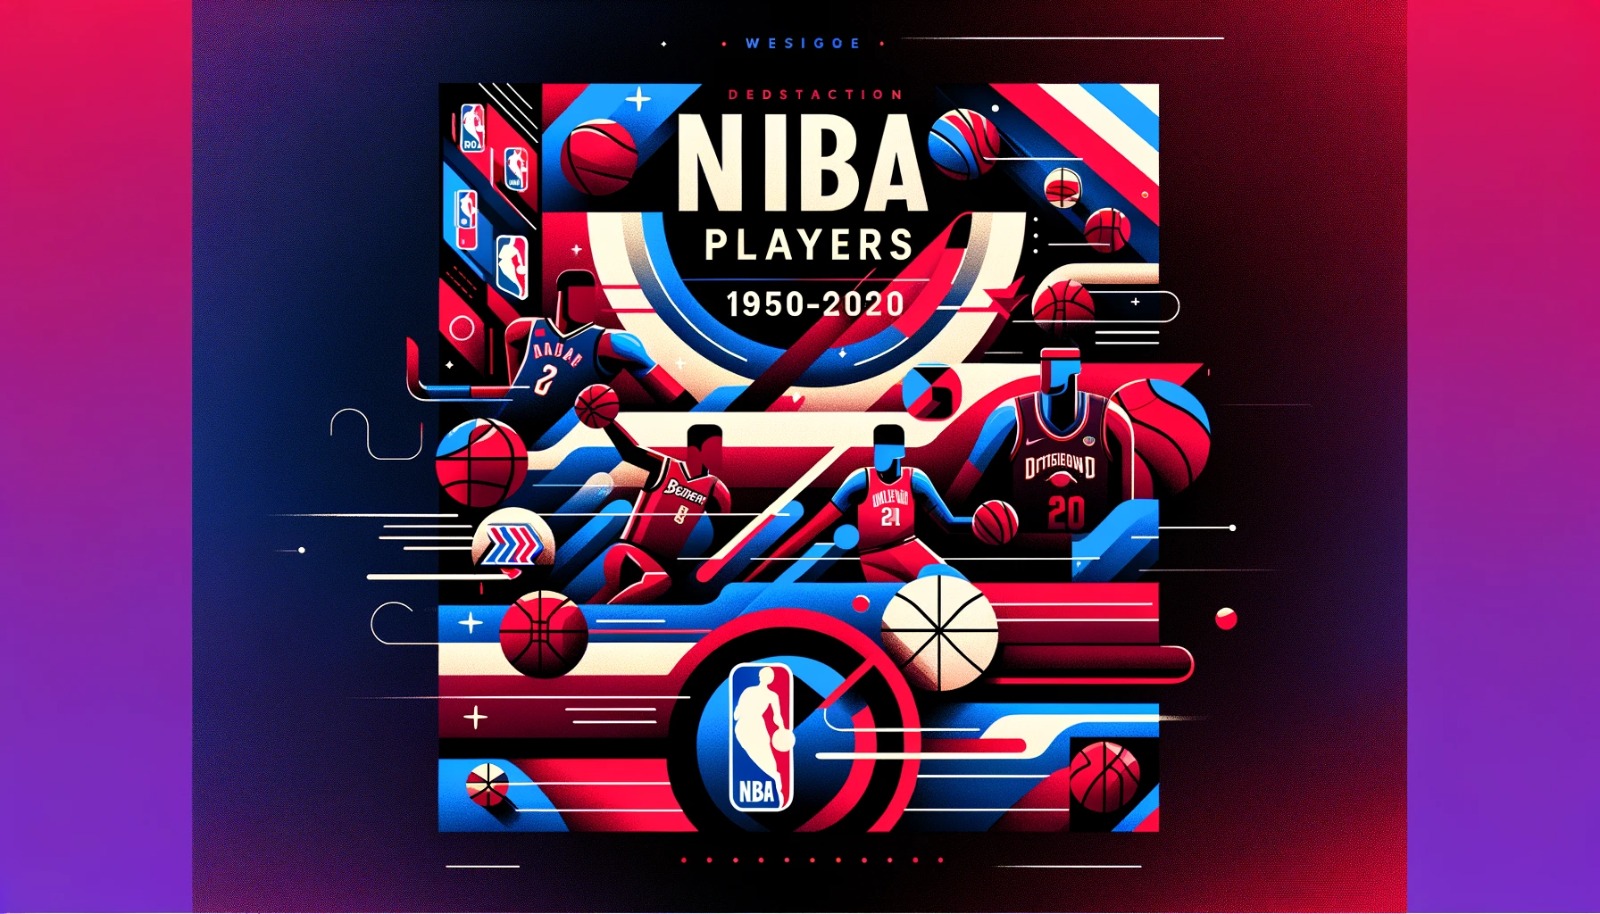 WESIGOE
DEDSTACTION
NIBA
PLAYERS
1950-2020
2
20
21
NBA